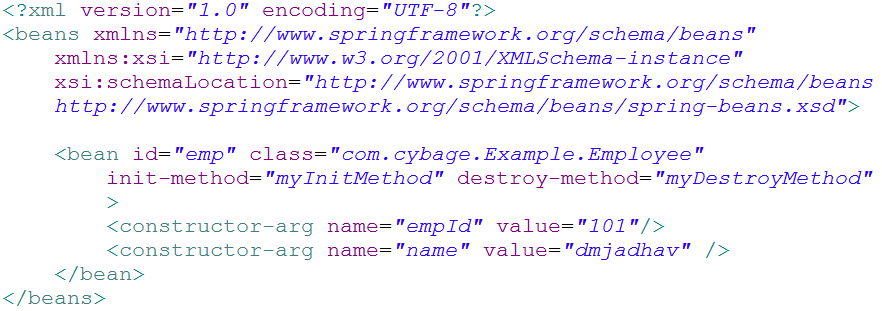 <?xml version="1.0" encoding="UTF-8"?>
<beans xmlns="http://www.springframework.org/schema/beans"
    xmlns:xsi="http://www.w3.org/2001/XMLSchema-instance"
    xsi:schemaLocation="http://www.springframework.org/schema/beans
    http://www.springframework.org/schema/beans/spring-beans.xsd">

    <bean id="emp" class="com.cybage.Example.Employee"
        init-method="myInitMethod" destroy-method="myDestroyMethod"
        >
        <constructor-arg name="empId" value="101"/>
        <constructor-arg name="name" value="dmjadhav" />
    </bean>
</beans>